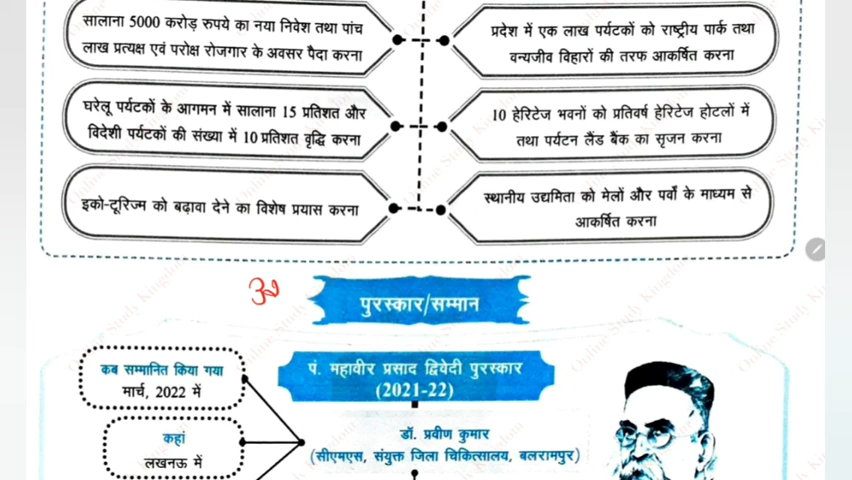 सालाना 5000 करोड़ रुपये का नया निवेश तथा पांच
लाख प्रत्यक्ष एवं परोक्ष रोजगार के अवसर पैदा करना
प्रदेश में एक लाख पर्यटकों को राष्ट्रीय पार्क तथा
वन्यजीव विहारों की तरफ आकर्षित करना
घरेलू पर्यटकों के आगमन में सालाना 15 प्रतिशत और
विदेशी पर्यटकों की संख्या में 10 प्रतिशत वृद्धि करना
10 हेरिटेज भवनों को प्रतिवर्ष हेरिटेज होटलों में
तथा पर्यटन लैंड बैंक का सृजन करना
इको-टूरिज्म को बढ़ावा देने का विशेष प्रयास करना
स्थानीय उद्यमिता को मेलों और पर्वो के माध्यम से
आकर्षित करना
पुरस्कार/सम्मान
कब सम्मानित किया गया
मार्च, 2022 में
पं. महावीर प्रसाद द्विवेदी पुरस्कार
(2021-22)
कहां
लखनऊ में
डॉ. प्रवीण कुमार
(सीएमएस, संयुक्त जिला चिकित्सालय, बलरामपुर)